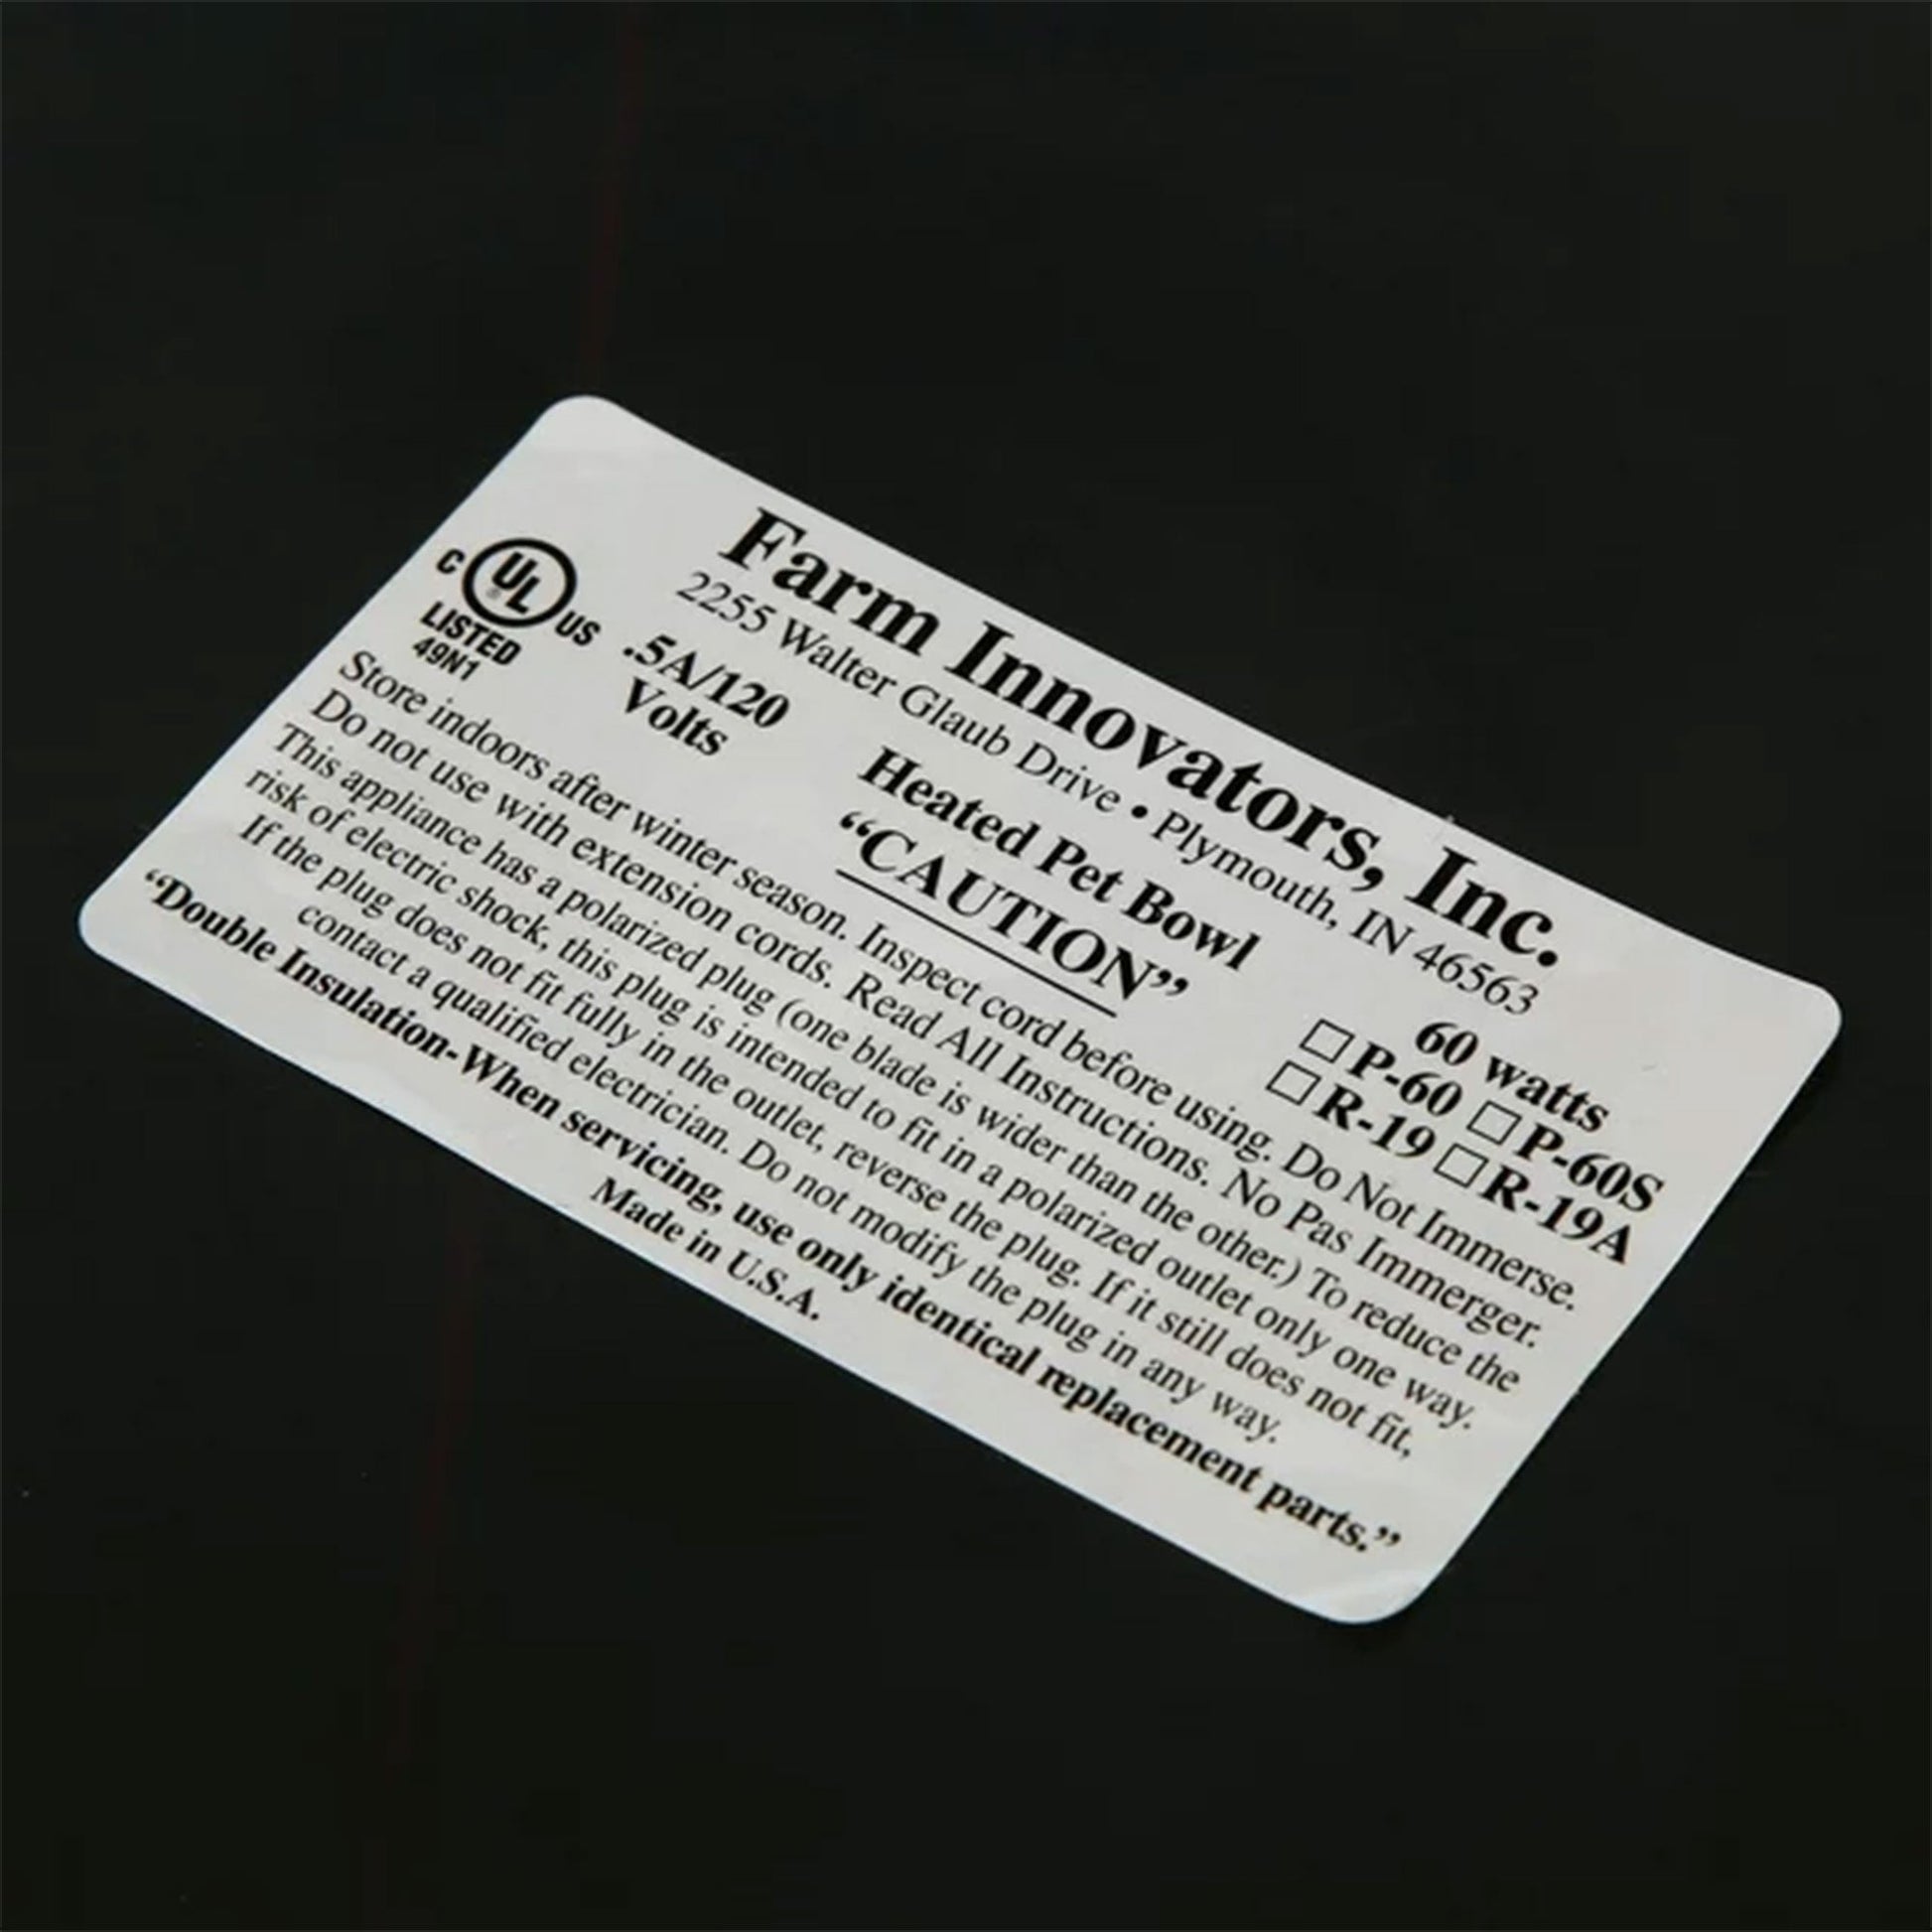 Farm Innovators, Inc.
2255 Walter Glaub Drive • Plymouth, IN 46563
C UL ® US
LISTED
49N1
.5A/120
Volts
Heated Pet Bowl
“CAUTION”
60 watts
☐ P-60 ☐ P-60S
☐ R-19 ☐ R-19A
Store indoors after winter season. Inspect cord before using. Do Not Immerse.
Do not use with extension cords. Read All Instructions. No Pas Immerger.
This appliance has a polarized plug (one blade is wider than the other.) To reduce the
risk of electric shock, this plug is intended to fit in a polarized outlet only one way.
If the plug does not fit fully in the outlet, reverse the plug. If it still does not fit,
contact a qualified electrician. Do not modify the plug in any way.
“Double Insulation-When servicing, use only identical replacement parts.”
Made in U.S.A.